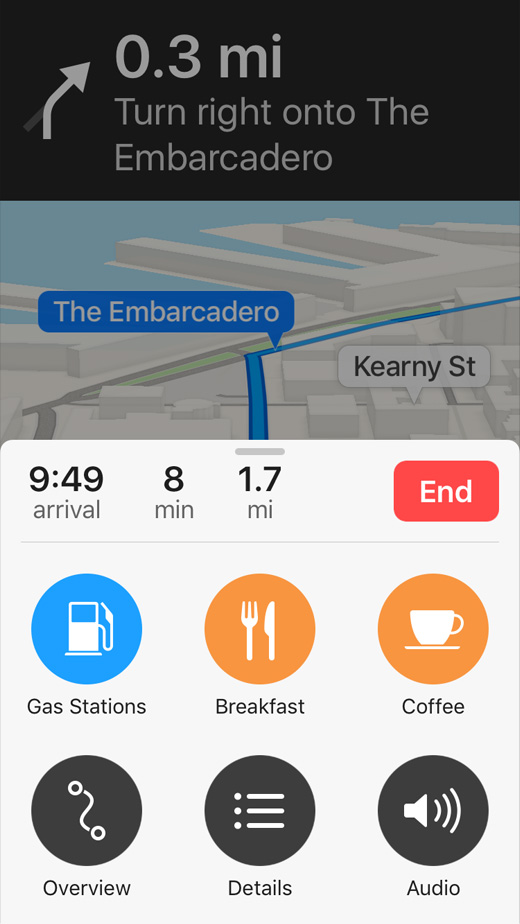 0.3 mi
Turn right onto The
Embarcadero
The Embarcadero
Kearny St
9:49 8 1.7
arrival min mi
End
Gas Stations Breakfast Coffee
Overview Details Audio